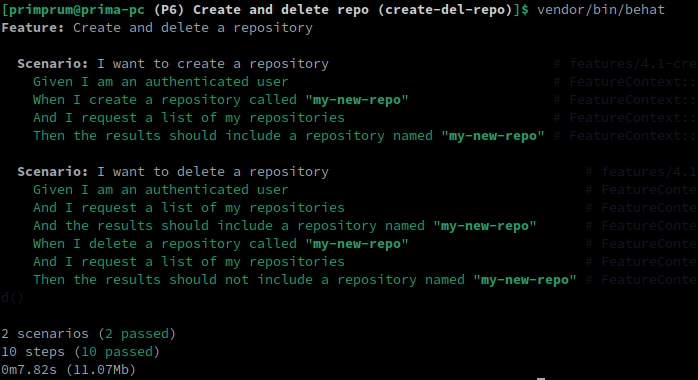 [primprum@prima-pc (P6) Create and delete repo (create-del-repo)]$ vendor/bin/behat
Feature: Create and delete a repository
Scenario: I want to create a repository # features/4.1-cre
Given I am an authenticated user # FeatureContext::
When I create a repository called "my-new-repo" # FeatureContext::
And I request a list of my repositories # FeatureContext::
Then the results should include a repository named "my-new-repo" # FeatureContext::
Scenario: I want to delete a repository # features/4.1
Given I am an authenticated user # FeatureConte
And I request a list of my repositories # FeatureConte
And the results should include a repository named "my-new-repo" # FeatureConte
When I delete a repository called "my-new-repo" # FeatureConte
And I request a list of my repositories # FeatureConte
Then the results should not include a repository named "my-new-repo" # FeatureConte
d()
2 scenarios (2 passed)
10 steps (10 passed)
0m7.82s (11.07Mb)